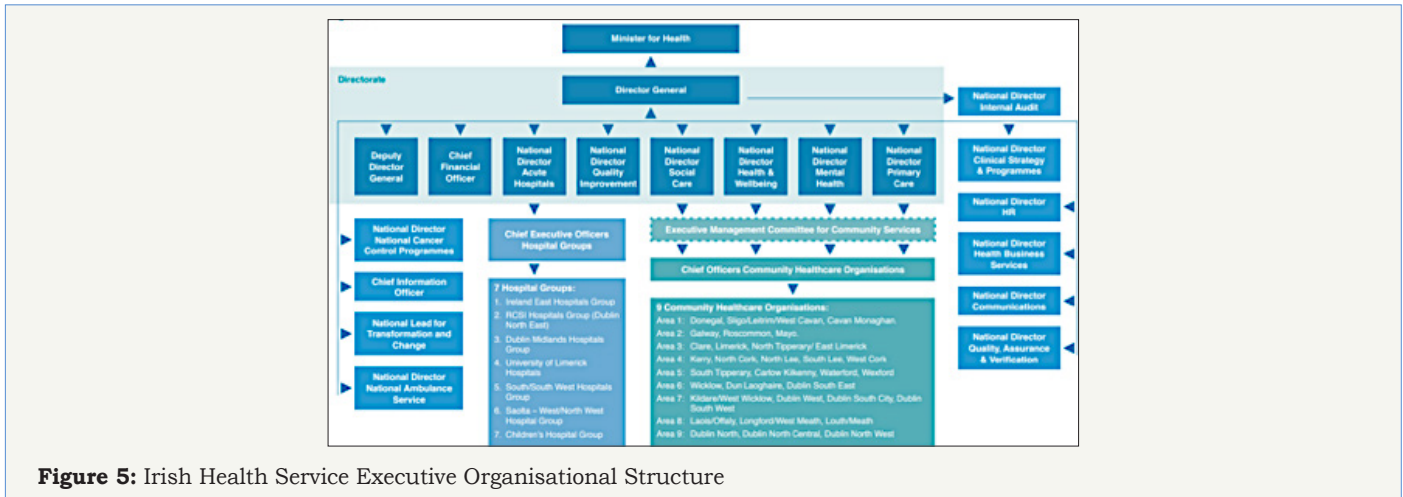 Minister for Health
Directorate
Director General
National Director
Internal Audit
Deputy
Director
General
Chief
Financial
Officer
National
Director
Acute
Hospitals
National
Director
Quality
Improvement
National
Director
Social
Care
National
Director
Health &
Wellbeing
National
Director
Mental
Health
National
Director
Primary
Care
National Director
Clinical Strategy
& Programmes
National Director
HR
National Director
Health Business
Services
National Director
Communications
National Director
Quality, Assurance
& Verification
National Director
National Cancer
Control Programmes
Chief Information
Officer
National Lead for
Transformation and
Change
National Director
National Ambulance
Service
Chief Executive Officers
Hospital Groups
7 Hospital Groups:
1. Ireland East Hospitals Group
2. RCSI Hospitals Group (Dublin
North East)
3. Dublin Midlands Hospitals
Group
4. University of Limerick
Hospitals
5. South/South West Hospitals
Group
6. Saolta – West/North West
Hospital Group
7. Children's Hospital Group
Executive Management Committee for Community Services
Chief Officers Community Healthcare Organisations
9 Community Healthcare Organisations:
Area 1: Donegal, Sligo/Leitrim/West Cavan, Cavan Monaghan.
Area 2: Galway, Roscommon, Mayo.
Area 3: Clare, Limerick, North Tipperary/ East Limerick
Area 4: Kerry, North Cork, North Lee, South Lee, West Cork
Area 5: South Tipperary, Carlow Kilkenny, Waterford, Wexford
Area 6: Wicklow, Dun Laoghaire, Dublin South East
Area 7: Kildare/West Wicklow, Dublin West, Dublin South City, Dublin
South West
Area 8: Laois/Offaly, Longford/West Meath, Louth/Meath
Area 9: Dublin North, Dublin North Central, Dublin North West
Figure 5: Irish Health Service Executive Organisational Structure